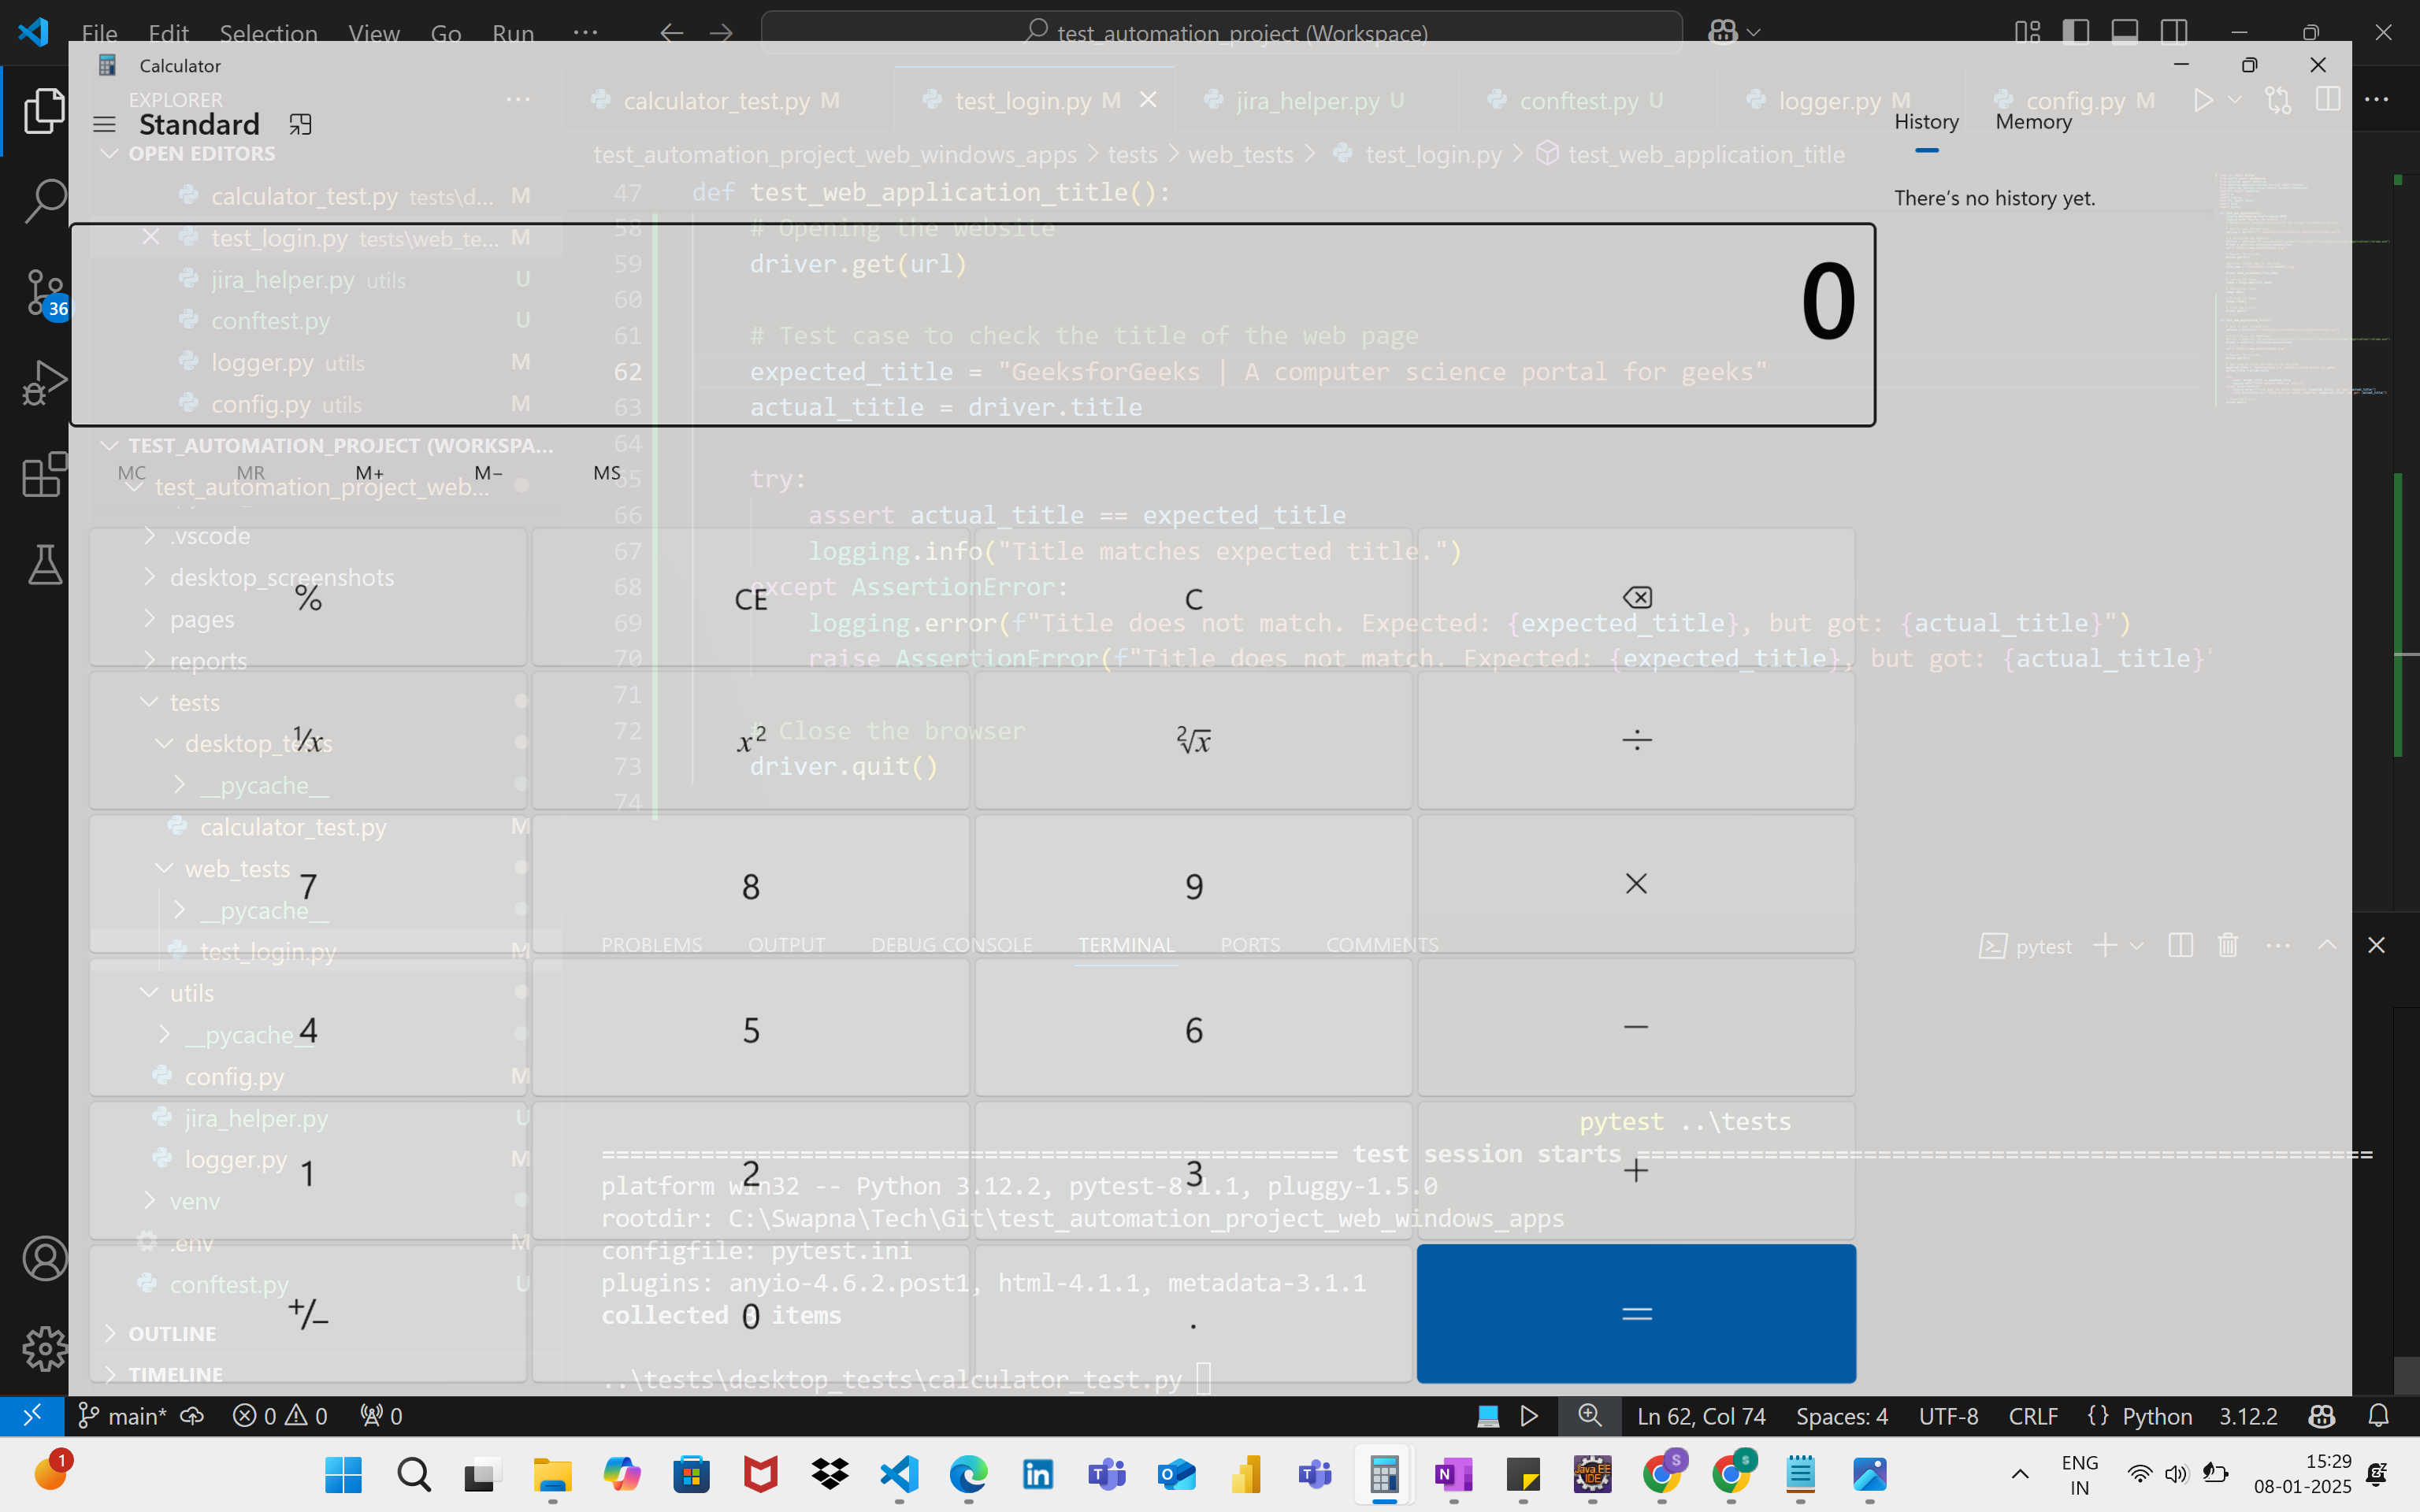 File Edit Selection View Go Run ··· test_automation_project (Workspace)
Calculator
EXPLORER ···
calculator_test.py M test_login.py M jira_helper.py U conftest.py U logger.py M config.py M ···
Standard
History Memory
OPEN EDITORS
test_automation_project_web_windows_apps > tests > web_tests > test_login.py > test_web_application_title
calculator_test.py tests\d... M
47 def test_web_application_title():
There's no history yet.
58 # Opening the website
test_login.py tests\web_te... M
59 driver.get(url)
jira_helper.py utils U
60
0
36
conftest.py U
61 # Test case to check the title of the web page
logger.py utils M
62 expected_title = "GeeksforGeeks | A computer science portal for geeks"
config.py utils M
63 actual_title = driver.title
64
TEST_AUTOMATION_PROJECT (WORKSPA...
MC MR M+ M− MS
65 try:
test_automation_project_web...
66 assert actual_title == expected_title
.vscode
67 logging.info("Title matches expected title.")
desktop_screenshots
68 except AssertionError:
% CE C
pages
69 logging.error(f"Title does not match. Expected: {expected_title}, but got: {actual_title}")
reports
70 raise AssertionError(f"Title does not match. Expected: {expected_title}, but got: {actual_title}"
71
tests
72 # Close the browser
desktop_tests
1/x x² ²√x ÷
73 driver.quit()
__pycache__
74
calculator_test.py M
web_tests
7 8 9 ×
__pycache__
PROBLEMS OUTPUT DEBUG CONSOLE TERMINAL PORTS COMMENTS pytest
test_login.py M
utils
4 5 6 −
__pycache__
config.py M
jira_helper.py U
pytest ..\tests
logger.py M
==================== test session starts ====================
1 2 3 +
platform win32 -- Python 3.12.2, pytest-8.1.1, pluggy-1.5.0
venv
rootdir: C:\Swapna\Tech\Git\test_automation_project_web_windows_apps
.env M
configfile: pytest.ini
conftest.py U
plugins: anyio-4.6.2.post1, html-4.1.1, metadata-3.1.1
+/− 0 . =
collected items
OUTLINE
TIMELINE
..\tests\desktop_tests\calculator_test.py
main* 0 0 0 Ln 62, Col 74 Spaces: 4 UTF-8 CRLF {} Python 3.12.2
1
ENG
IN
15:29
08-01-2025